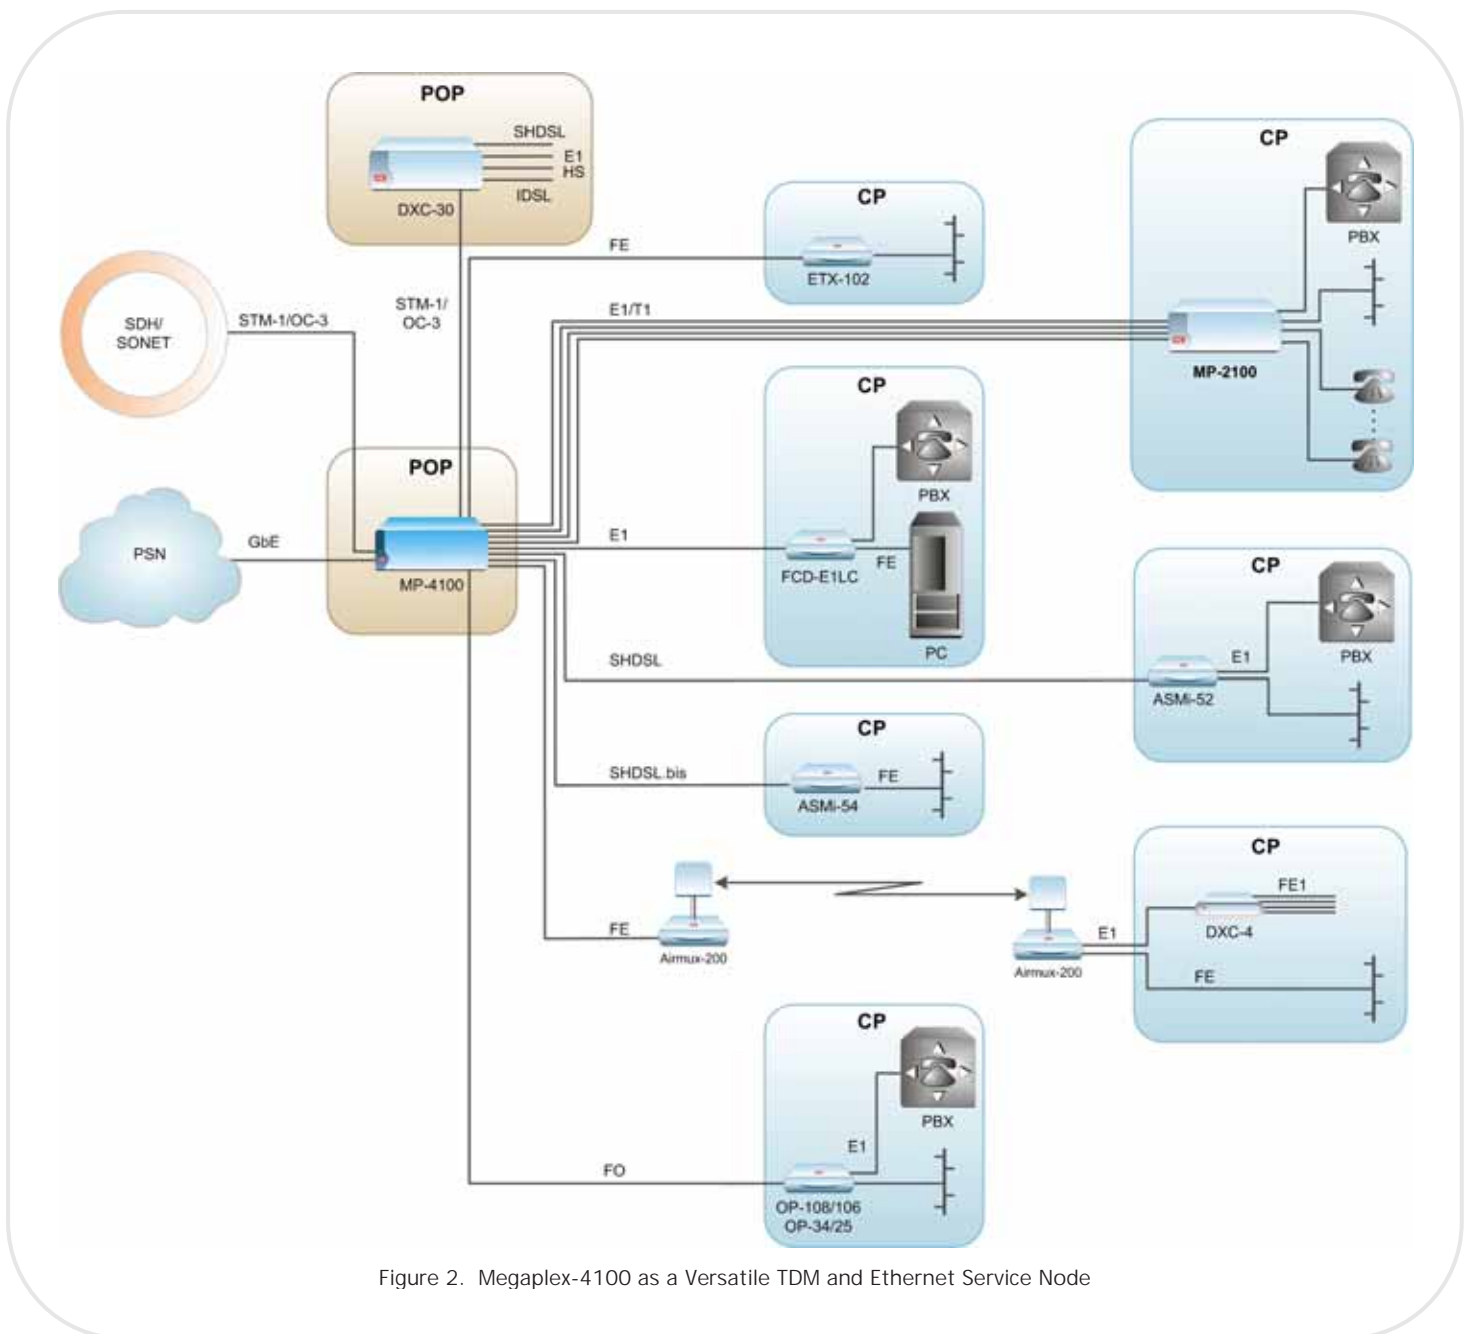 POP
SHDSL
E1
HS
IDSL
DXC-30
CP
ETX-102
FE
CP
PBX
MP-2100
E1/T1
STM-1/
OC-3
SDH/
SONET
STM-1/OC-3
CP
PBX
FCD-E1LC
FE
PC
E1
POP
MP-4100
PSN
GbE
CP
PBX
E1
ASMi-52
SHDSL
CP
FE
ASMi-54
SHDSL.bis
CP
FE1
DXC-4
E1
FE
Airmux-200
Airmux-200
FE
CP
PBX
E1
OP-108/106
OP-34/25
FO
Figure 2. Megaplex-4100 as a Versatile TDM and Ethernet Service Node